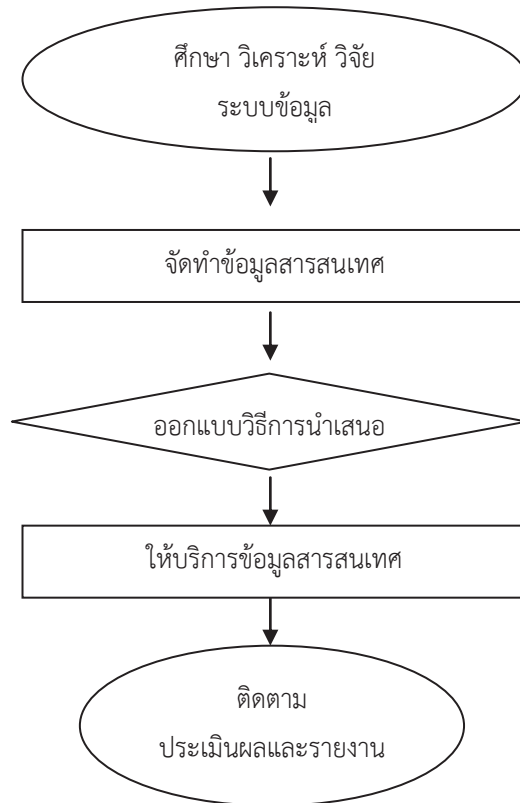 ศึกษา วิเคราะห์ วิจัย
ระบบข้อมูล
จัดทำข้อมูลสารสนเทศ
ออกแบบวิธีการนำเสนอ
ให้บริการข้อมูลสารสนเทศ
ติดตาม
ประเมินผลและรายงาน